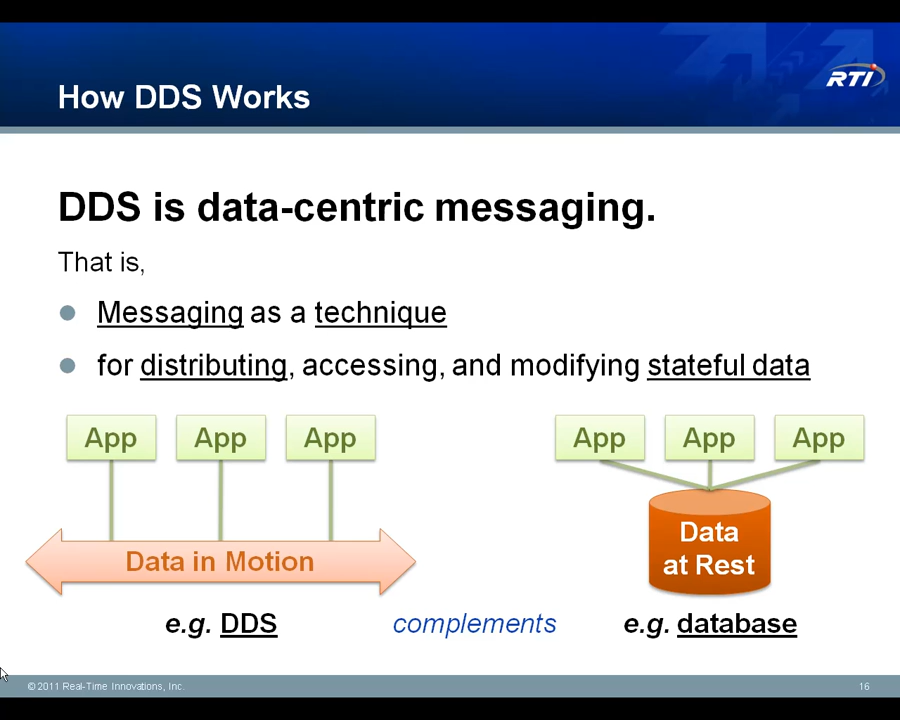 How DDS Works
RTI
DDS is data-centric messaging.
That is,
Messaging as a technique
for distributing, accessing, and modifying stateful data
App App App
App App App
Data in Motion
Data
at Rest
e.g. DDS
complements
e.g. database
© 2011 Real-Time Innovations, Inc.
16